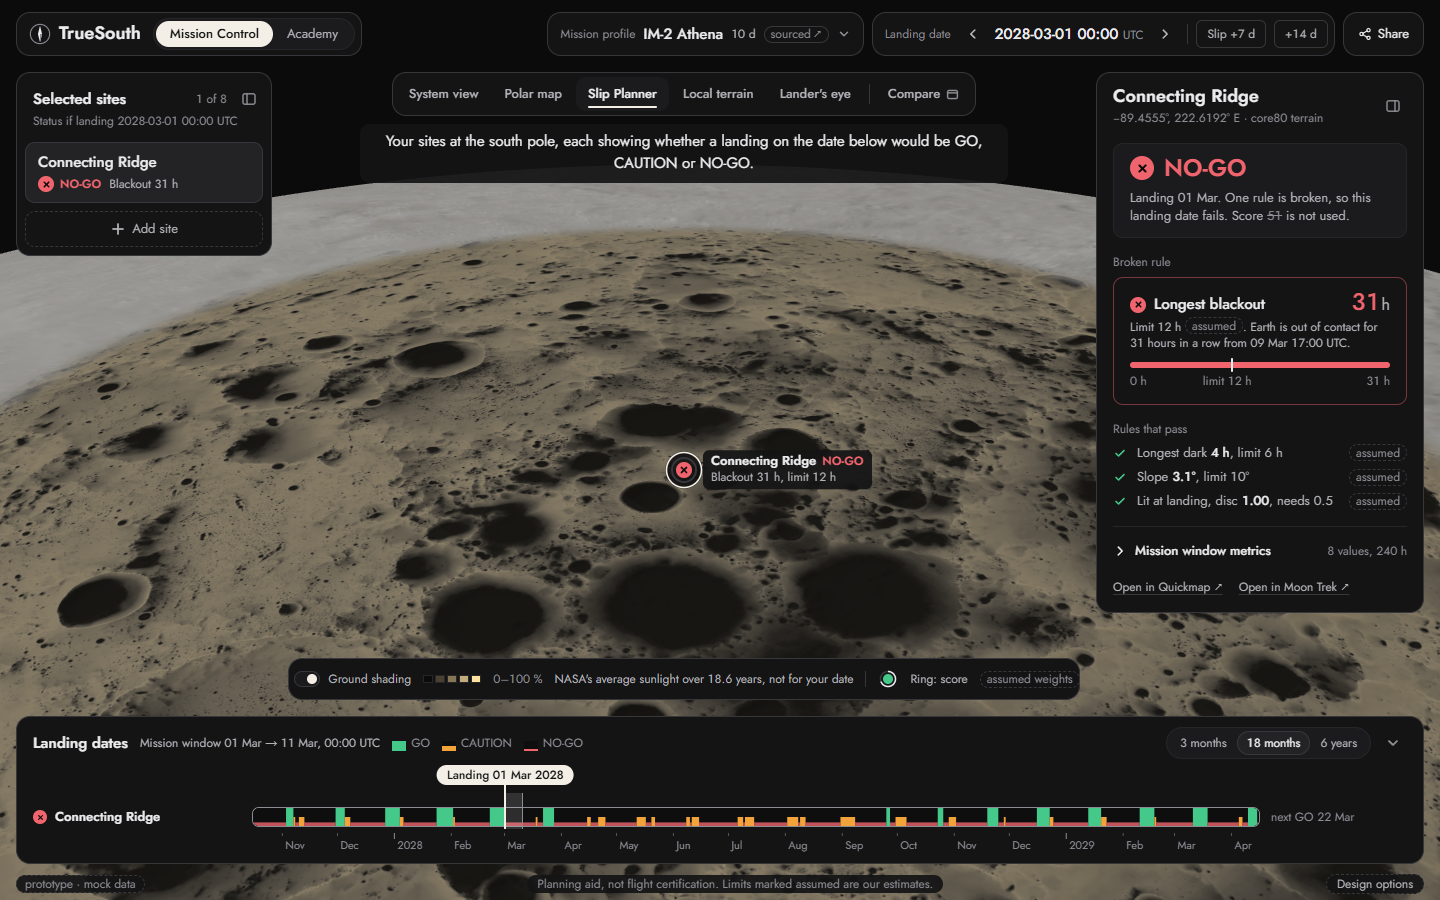 TrueSouth
Mission Control
Academy
Mission profile IM-2 Athena 10 d sourced ↗
Landing date 2028-03-01 00:00 UTC
Slip +7 d
+14 d
Share
Selected sites 1 of 8
Status if landing 2028-03-01 00:00 UTC
Connecting Ridge
NO-GO Blackout 31 h
+ Add site
System view
Polar map
Slip Planner
Local terrain
Lander's eye
Compare
Your sites at the south pole, each showing whether a landing on the date below would be GO,
CAUTION or NO-GO.
Connecting Ridge
−89.4555°, 222.6192° E · core80 terrain
NO-GO
Landing 01 Mar. One rule is broken, so this
landing date fails. Score 51 is not used.
Broken rule
Longest blackout 31 h
Limit 12 h assumed . Earth is out of contact for
31 hours in a row from 09 Mar 17:00 UTC.
0 h limit 12 h 31 h
Rules that pass
Longest dark 4 h, limit 6 h assumed
Slope 3.1°, limit 10° assumed
Lit at landing, disc 1.00, needs 0.5 assumed
Mission window metrics 8 values, 240 h
Open in Quickmap ↗ Open in Moon Trek ↗
Connecting Ridge NO-GO
Blackout 31 h, limit 12 h
Ground shading 0–100 % NASA's average sunlight over 18.6 years, not for your date Ring: score assumed weights
Landing dates Mission window 01 Mar → 11 Mar, 00:00 UTC GO CAUTION NO-GO
3 months 18 months 6 years
Landing 01 Mar 2028
Connecting Ridge next GO 22 Mar
Nov Dec 2028 Feb Mar Apr May Jun Jul Aug Sep Oct Nov Dec 2029 Feb Mar Apr
prototype · mock data
Planning aid, not flight certification. Limits marked assumed are our estimates.
Design options